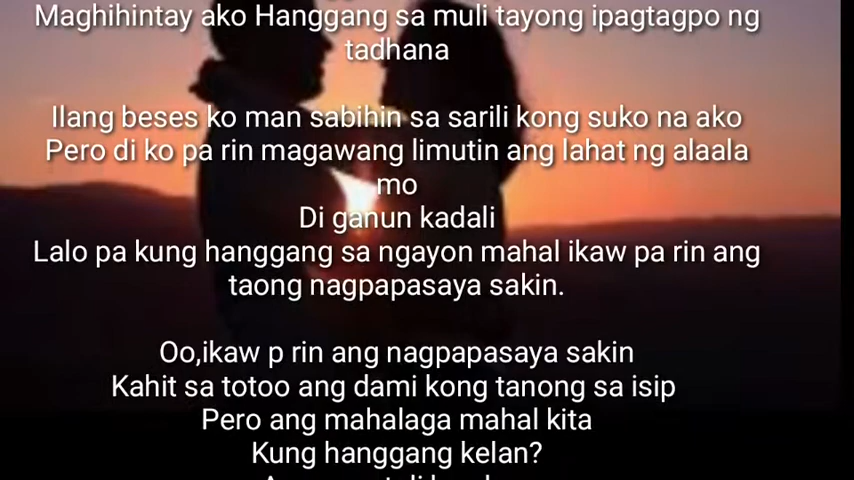 Maghihintay ako Hanggang sa muli tayong ipagtagpo ng
tadhana
Ilang beses ko man sabihin sa sarili kong suko na ako
Pero di ko pa rin magawang limutin ang lahat ng alaala
mo
Di ganun kadali
Lalo pa kung hanggang sa ngayon mahal ikaw pa rin ang
taong nagpapasaya sakin.
Oo,ikaw p rin ang nagpapasaya sakin
Kahit sa totoo ang dami kong tanong sa isip
Pero ang mahalaga mahal kita
Kung hanggang kelan?